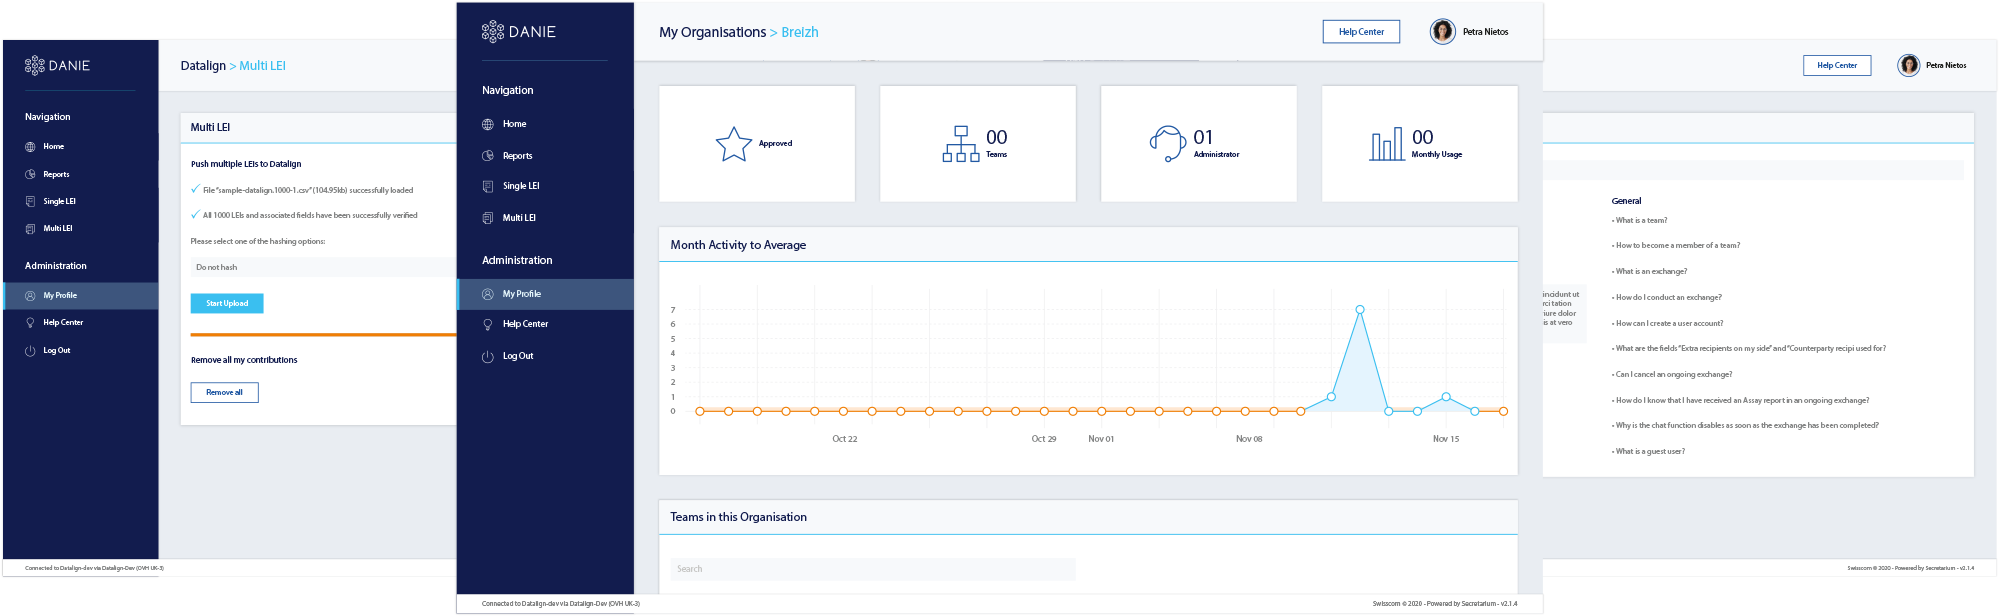 DANIE
Navigation
Home
Reports
Single LEI
Multi LEI
Administration
My Profile
Help Center
Log Out
Datalign > Multi LEI
Multi LEI
Push multiple LEIs to Datalign
File "sample-datalign.1000-1.csv" (104.95kb) successfully loaded
All 1000 LEIs and associated fields have been successfully verified
Please select one of the hashing options:
Do not hash
Start Upload
Remove all my contributions
Remove all
Connected to Datalign-dev via Datalign-Dev (OVH UK-3)
DANIE
Navigation
Home
Reports
Single LEI
Multi LEI
Administration
My Profile
Help Center
Log Out
My Organisations > Breizh
Help Center
Petra Nietos
Approved
00
Teams
01
Administrator
00
Monthly Usage
Month Activity to Average
7
6
5
4
3
2
1
0
Oct 22 Oct 29 Nov 01 Nov 08 Nov 15
Teams in this Organisation
Search
Connected to Datalign-dev via Datalign-Dev (OVH UK-3)
Swisscom © 2020 - Powered by Secretarium - v2.1.4
Help Center
Petra Nietos
incidunt ut
rci tation
iure dolor
is at vero
General
• What is a team?
• How to become a member of a team?
• What is an exchange?
• How do I conduct an exchange?
• How can I create a user account?
• What are the fields "Extra recipients on my side" and "Counterparty recipi used for?
• Can I cancel an ongoing exchange?
• How do I know that I have received an Assay report in an ongoing exchange?
• Why is the chat function disables as soon as the exchange has been completed?
• What is a guest user?
Swisscom © 2020 - Powered by Secretarium - v2.1.4